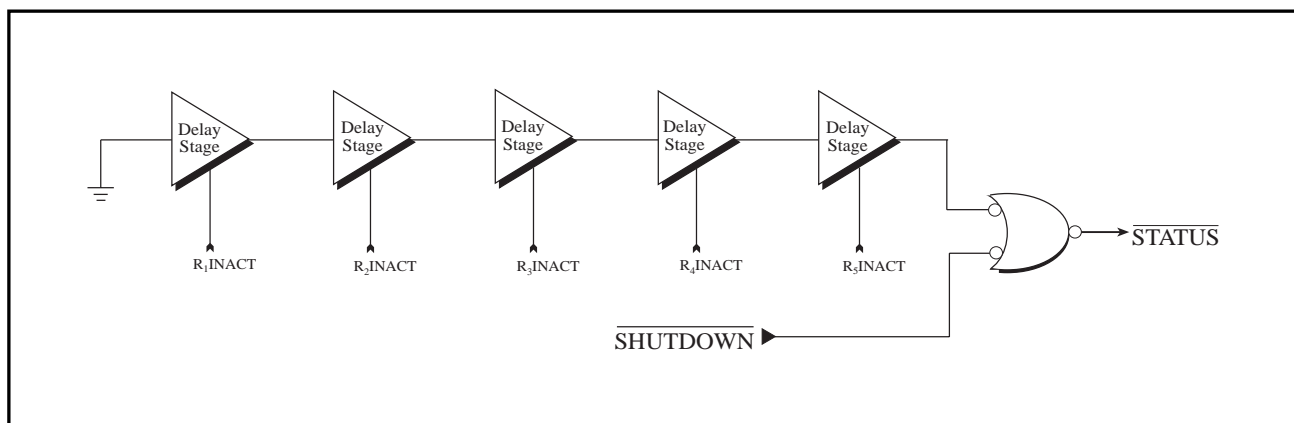 Delay
Stage
Delay
Stage
Delay
Stage
Delay
Stage
Delay
Stage
R₁INACT
R₂INACT
R₃INACT
R₄INACT
R₅INACT
STATUS
SHUTDOWN